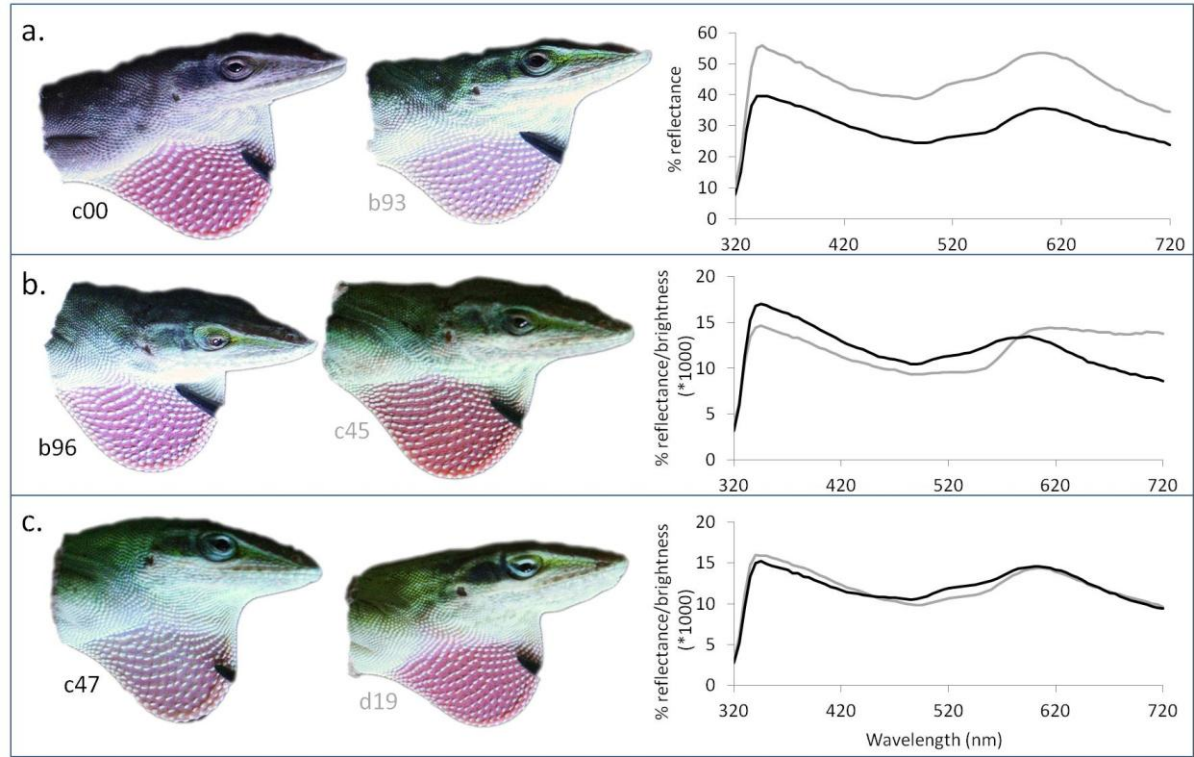 a.
c00
b93
% reflectance
60
50
40
30
20
10
0
320 420 520 620 720
b.
b96
c45
% reflectance/brightness
(*1000)
20
15
10
5
0
320 420 520 620 720
c.
c47
d19
% reflectance/brightness
(*1000)
20
15
10
5
0
320 420 520 620 720
Wavelength (nm)